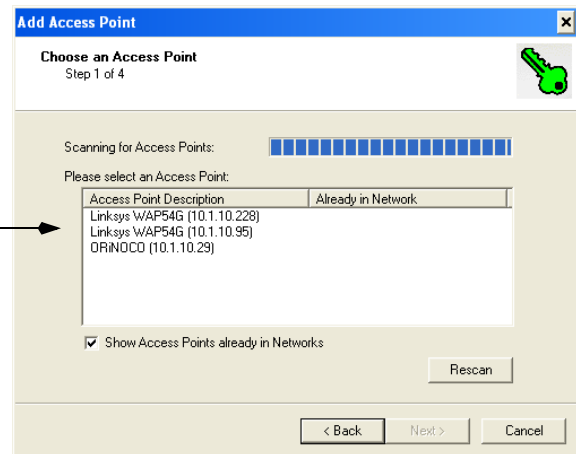 Add Access Point
Choose an Access Point
Step 1 of 4
Scanning for Access Points:
Please select an Access Point:
Access Point Description Already in Network
Linksys WAP54G (10.1.10.228)
Linksys WAP54G (10.1.10.95)
ORiNOCO (10.1.10.29)
Show Access Points already in Networks
Rescan
< Back Next > Cancel